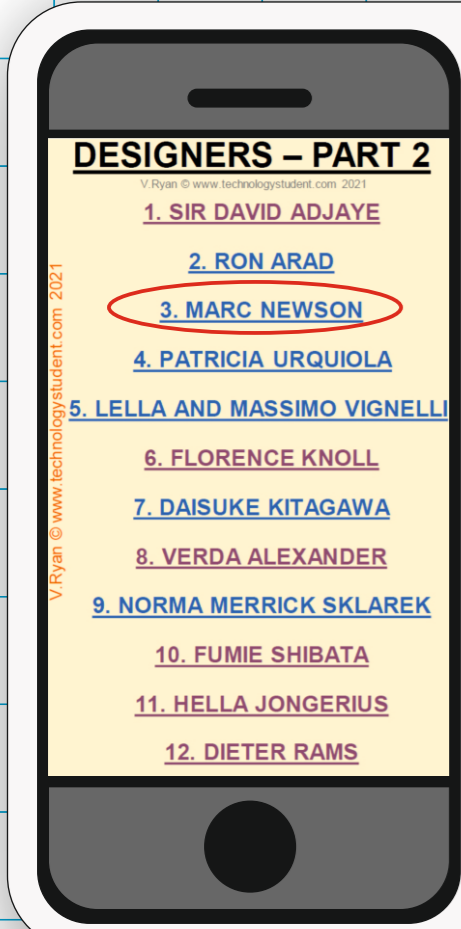 DESIGNERS – PART 2
V.Ryan © www.technologystudent.com 2021
1. SIR DAVID ADJAYE
2. RON ARAD
3. MARC NEWSON
4. PATRICIA URQUIOLA
5. LELLA AND MASSIMO VIGNELLI
6. FLORENCE KNOLL
7. DAISUKE KITAGAWA
8. VERDA ALEXANDER
9. NORMA MERRICK SKLAREK
10. FUMIE SHIBATA
11. HELLA JONGERIUS
12. DIETER RAMS
V.Ryan © www.technologystudent.com 2021